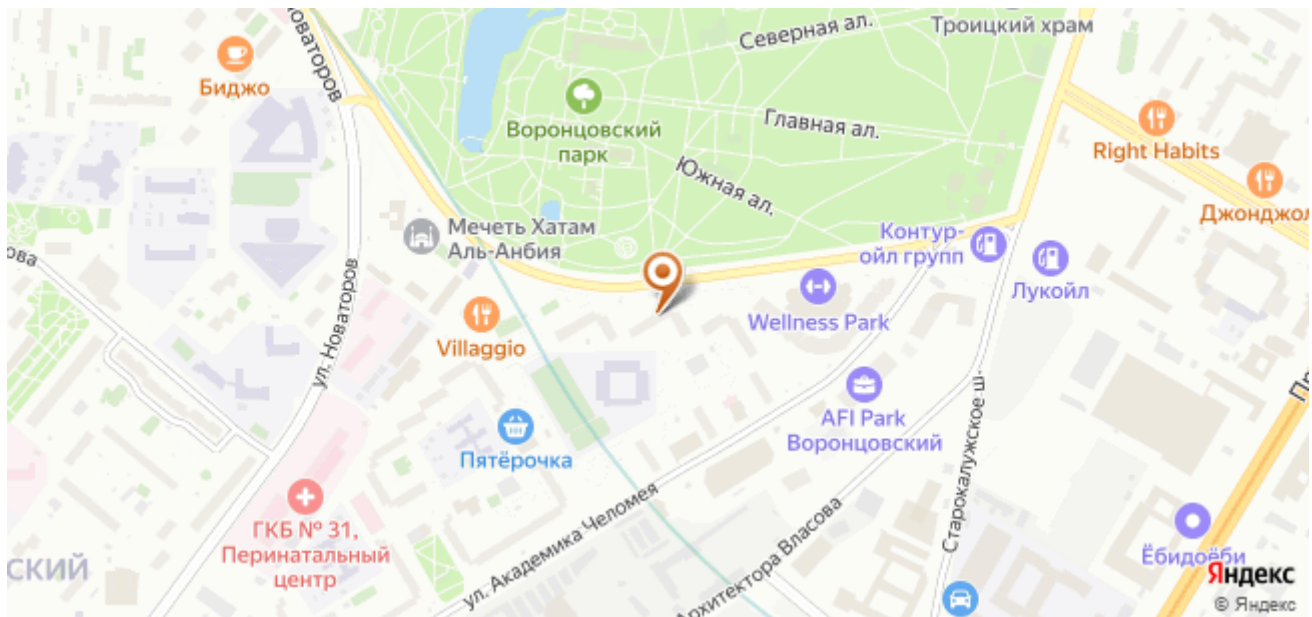 Новаторов
Биджо
Северная ал.
Троицкий храм
Воронцовский
парк
Главная ал.
Южная ал.
Right Habits
Джонджол
Мечеть Хатам
Аль-Анбия
Контур-
ойл групп
Лукойл
ова
ул. Новаторов
Villaggio
Wellness Park
AFI Park
Воронцовский
Старокалужское ш.
Пр
Пятёрочка
ГКБ № 31,
Перинатальный
центр
ул. Академика Челомея
Архитектора Власова
ский
Ёбидоёби
Яндекс
© Яндекс